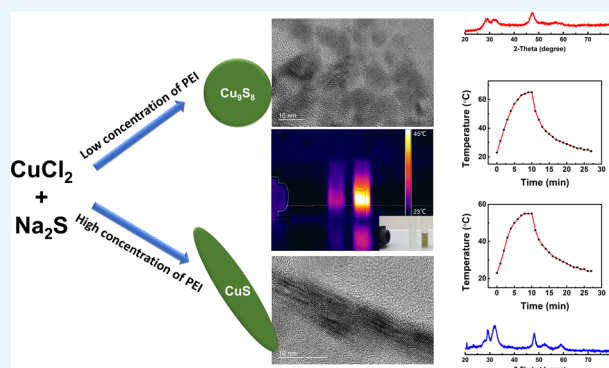 CuCl2
+
Na2S
Low concentration of PEI
High concentration of PEI
Cu9S8
CuS
10 nm
45℃
23℃
10 nm
20 30 40 50 60 70
2-Theta (degree)
Temperature (°C)
60
40
20
0 5 10 15 20 25 30
Time (min)
Temperature (°C)
60
40
20
0 5 10 15 20 25 30
Time (min)
20 30 40 50 60 70